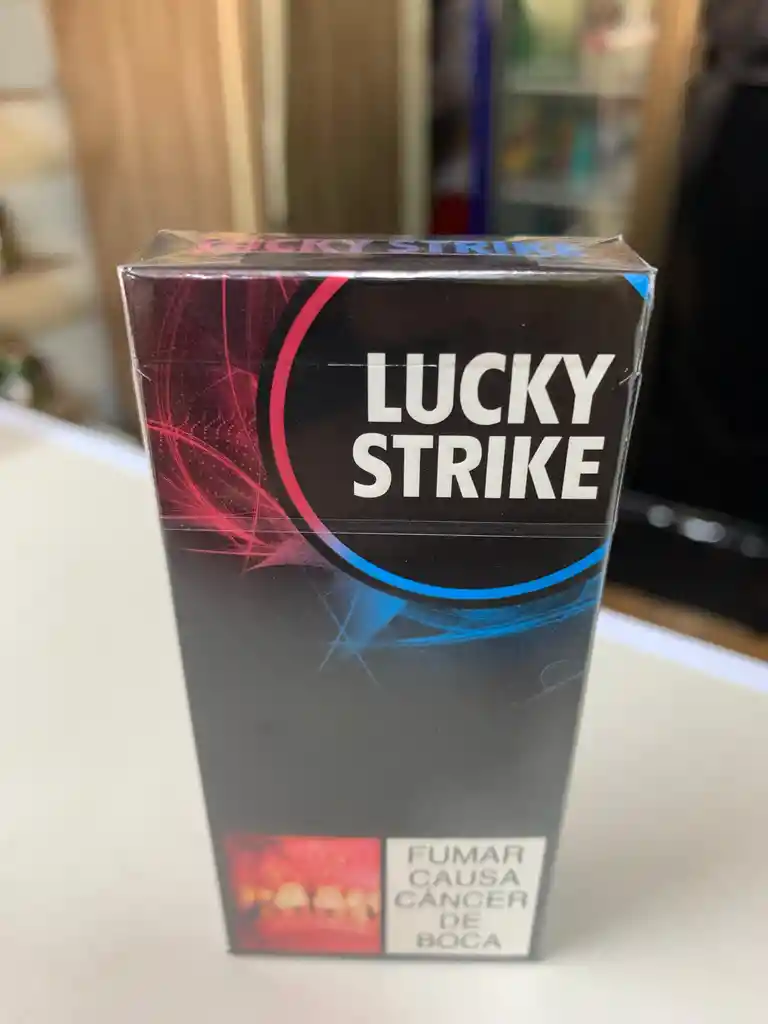 LUCKY STRIKE
LUCKY
STRIKE
FUMAR
CAUSA
CÁNCER
DE
BOCA